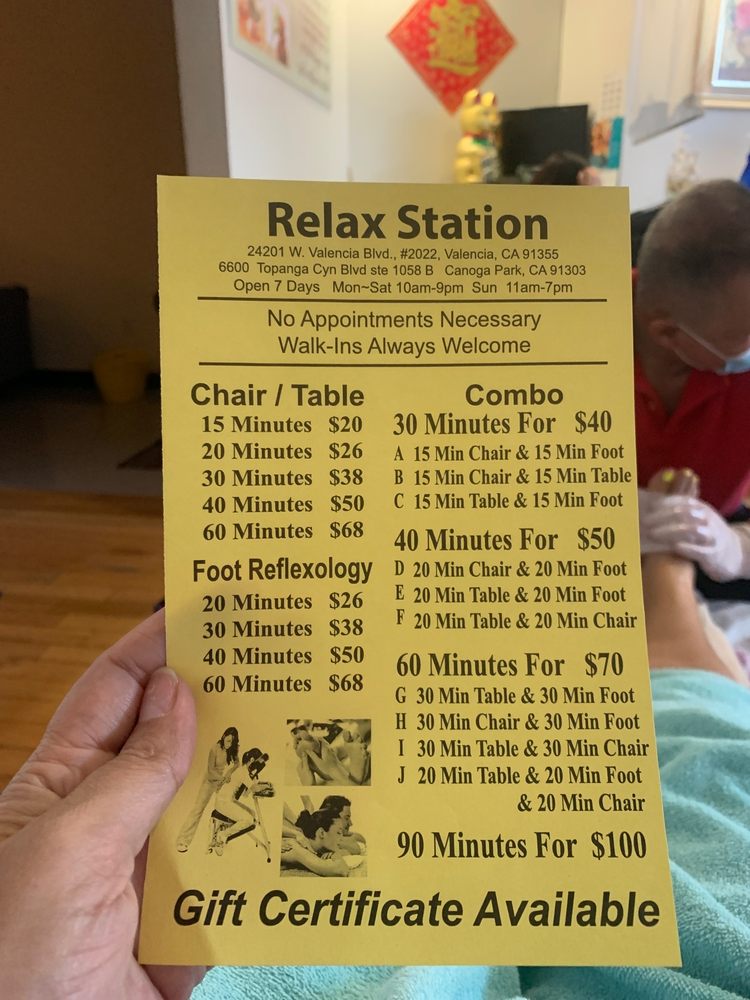 Relax Station
24201 W. Valencia Blvd., #2022, Valencia, CA 91355
6600 Topanga Cyn Blvd ste 1058 B Canoga Park, CA 91303
Open 7 Days Mon~Sat 10am-9pm Sun 11am-7pm
No Appointments Necessary
Walk-Ins Always Welcome
Chair / Table
15 Minutes $20
20 Minutes $26
30 Minutes $38
40 Minutes $50
60 Minutes $68
Foot Reflexology
20 Minutes $26
30 Minutes $38
40 Minutes $50
60 Minutes $68
Combo
30 Minutes For $40
A 15 Min Chair & 15 Min Foot
B 15 Min Chair & 15 Min Table
C 15 Min Table & 15 Min Foot
40 Minutes For $50
D 20 Min Chair & 20 Min Foot
E 20 Min Table & 20 Min Foot
F 20 Min Table & 20 Min Chair
60 Minutes For $70
G 30 Min Table & 30 Min Foot
H 30 Min Chair & 30 Min Foot
I 30 Min Table & 30 Min Chair
J 20 Min Table & 20 Min Foot
& 20 Min Chair
90 Minutes For $100
Gift Certificate Available